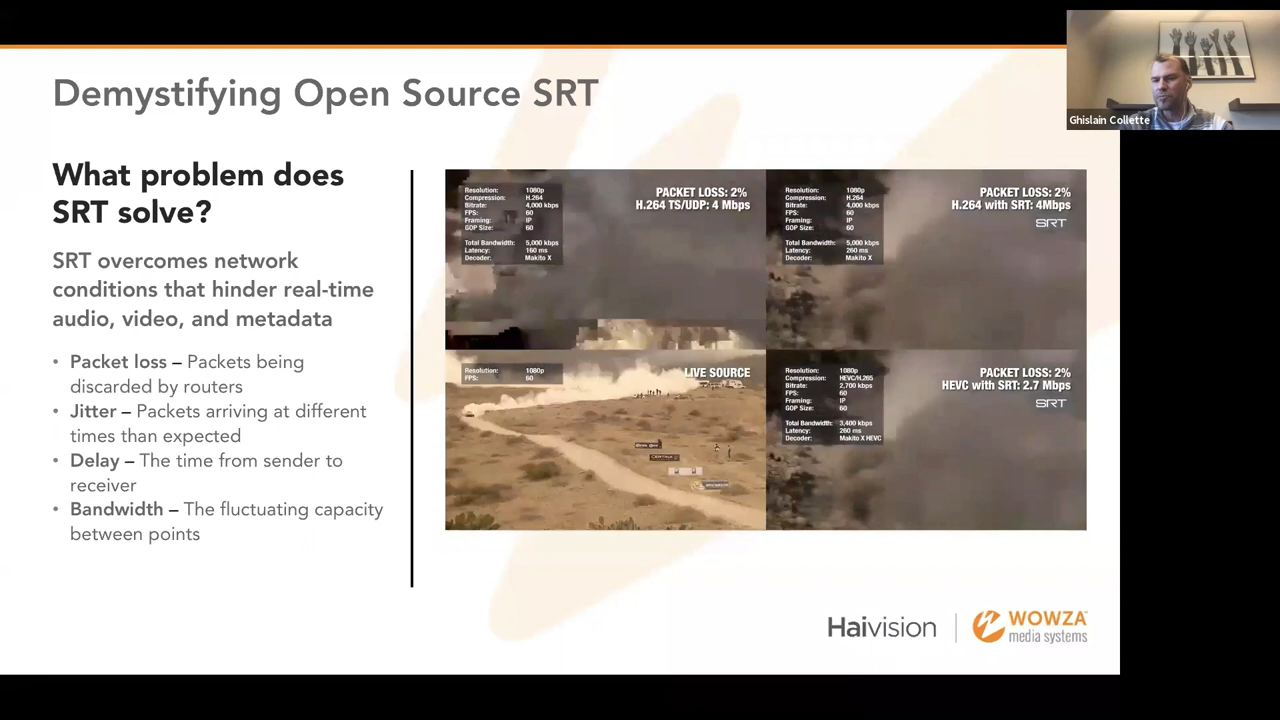 Demystifying Open Source SRT
Ghislain Collette
What problem does
SRT solve?
SRT overcomes network
conditions that hinder real-time
audio, video, and metadata
• Packet loss – Packets being
discarded by routers
• Jitter – Packets arriving at different
times than expected
• Delay – The time from sender to
receiver
• Bandwidth – The fluctuating capacity
between points
Resolution: 1080p
Compression: H.264
Bitrate: 4,000 kbps
FPS: 60
Framing: IP
GOP Size: 60
Total Bandwidth: 5,000 kbps
Latency: 160 ms
Decoder: Makito X
PACKET LOSS: 2%
H.264 TS/UDP: 4 Mbps
Resolution: 1080p
Compression: H.264
Bitrate: 4,000 kbps
FPS: 60
Framing: IP
GOP Size: 60
Total Bandwidth: 5,000 kbps
Latency: 260 ms
Decoder: Makito X
PACKET LOSS: 2%
H.264 with SRT: 4Mbps
SRT
Resolution: 1080p
FPS: 60
LIVE SOURCE
Resolution: 1080p
Compression: HEVC/H.265
Bitrate: 2,700 kbps
FPS: 60
Framing: IP
GOP Size: 60
Total Bandwidth: 3,400 kbps
Latency: 260 ms
Decoder: Makito X HEVC
PACKET LOSS: 2%
HEVC with SRT: 2.7 Mbps
SRT
Haivision
WOWZA
media systems